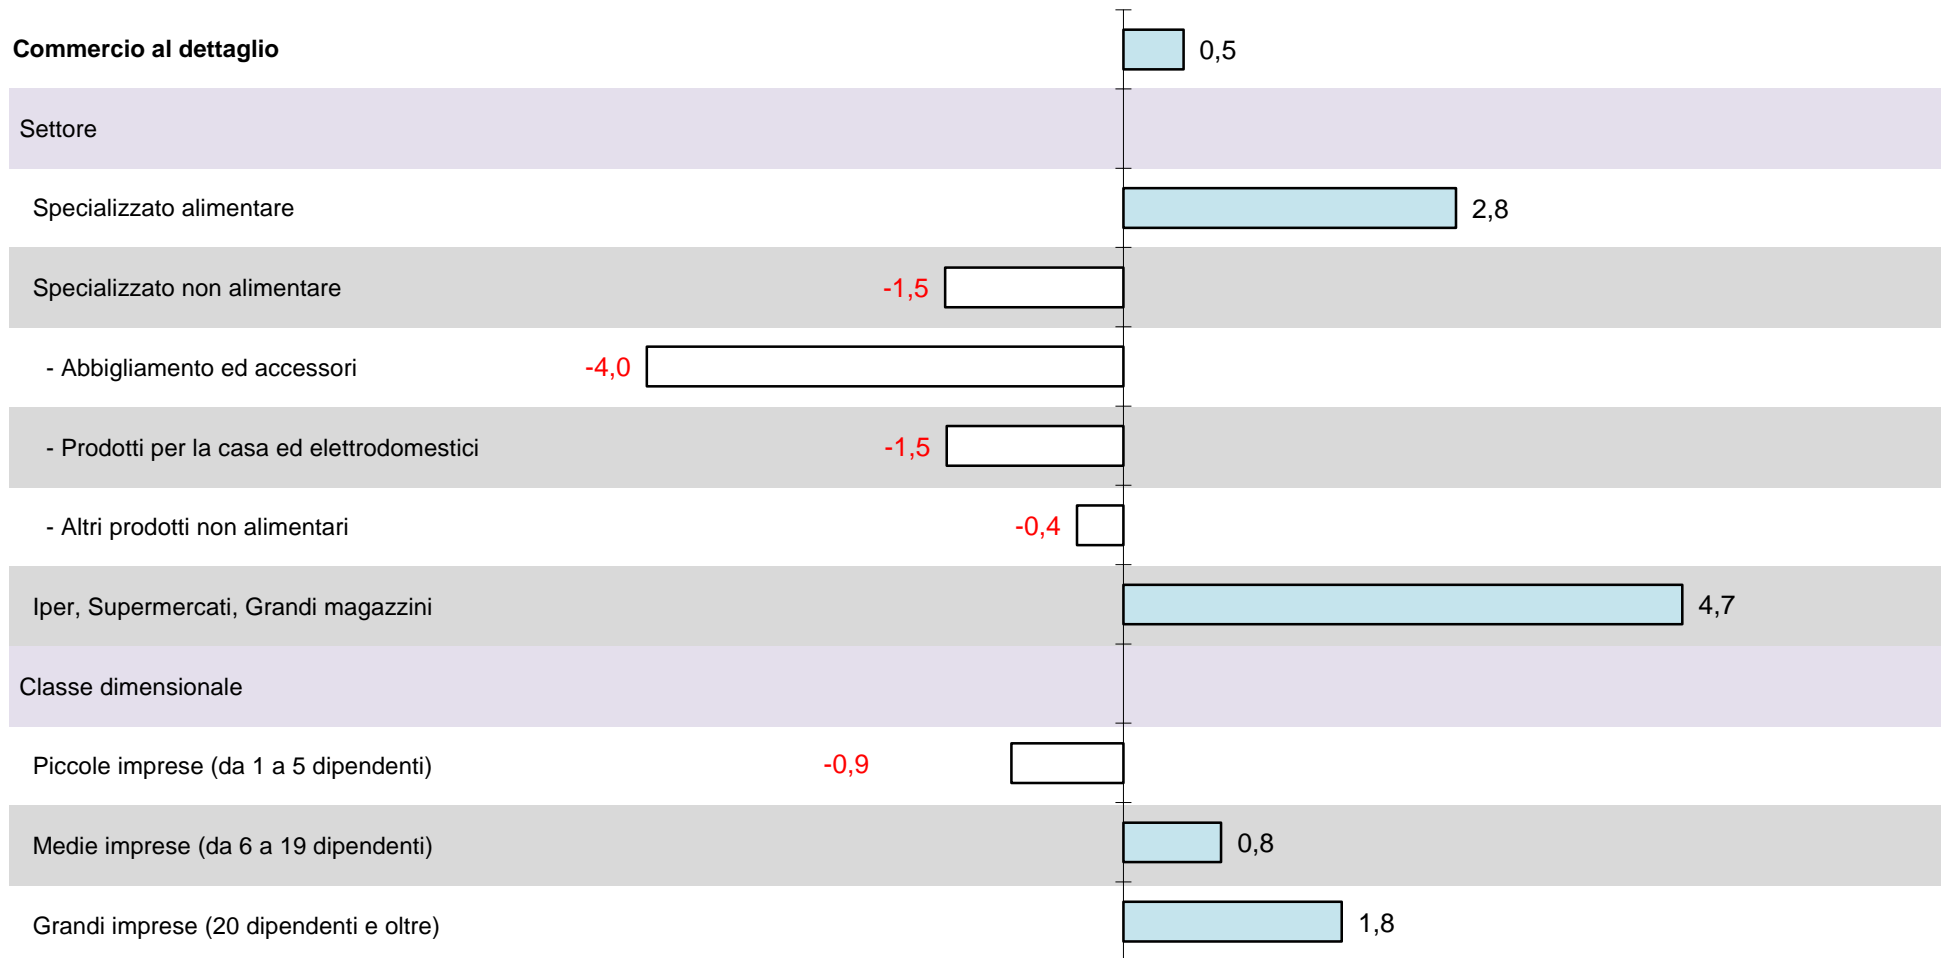 Commercio al dettaglio 0,5
Settore
Specializzato alimentare 2,8
Specializzato non alimentare -1,5
- Abbigliamento ed accessori -4,0
- Prodotti per la casa ed elettrodomestici -1,5
- Altri prodotti non alimentari -0,4
Iper, Supermercati, Grandi magazzini 4,7
Classe dimensionale
Piccole imprese (da 1 a 5 dipendenti) -0,9
Medie imprese (da 6 a 19 dipendenti) 0,8
Grandi imprese (20 dipendenti e oltre) 1,8